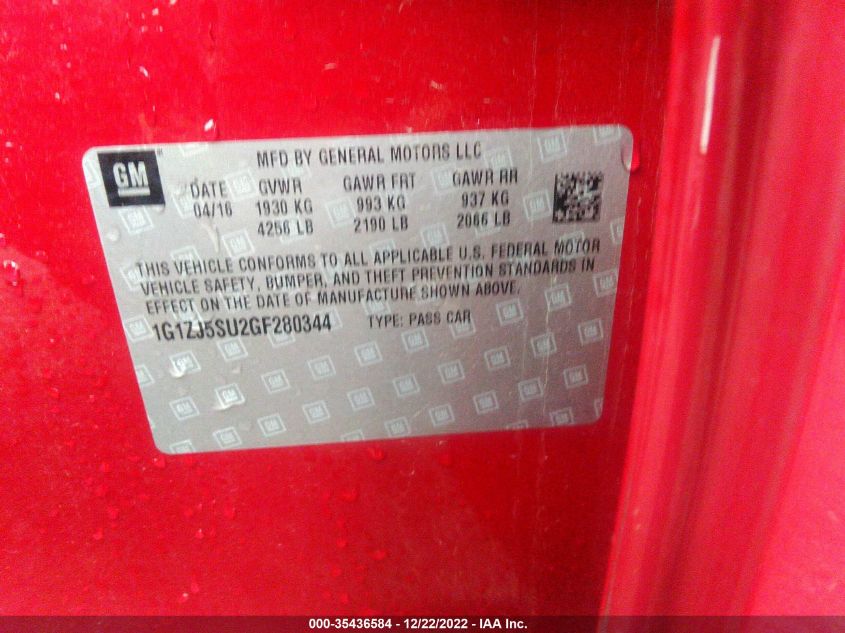 GM
MFD BY GENERAL MOTORS LLC
DATE GVWR GAWR FRT GAWR RR
04/16 1930 KG 993 KG 937 KG
4256 LB 2190 LB 2066 LB
THIS VEHICLE CONFORMS TO ALL APPLICABLE U.S. FEDERAL MOTOR
VEHICLE SAFETY, BUMPER, AND THEFT PREVENTION STANDARDS IN
EFFECT ON THE DATE OF MANUFACTURE SHOWN ABOVE.
1G1ZJ5SU2GF280344 TYPE: PASS CAR
000-35436584 - 12/22/2022 - IAA Inc.